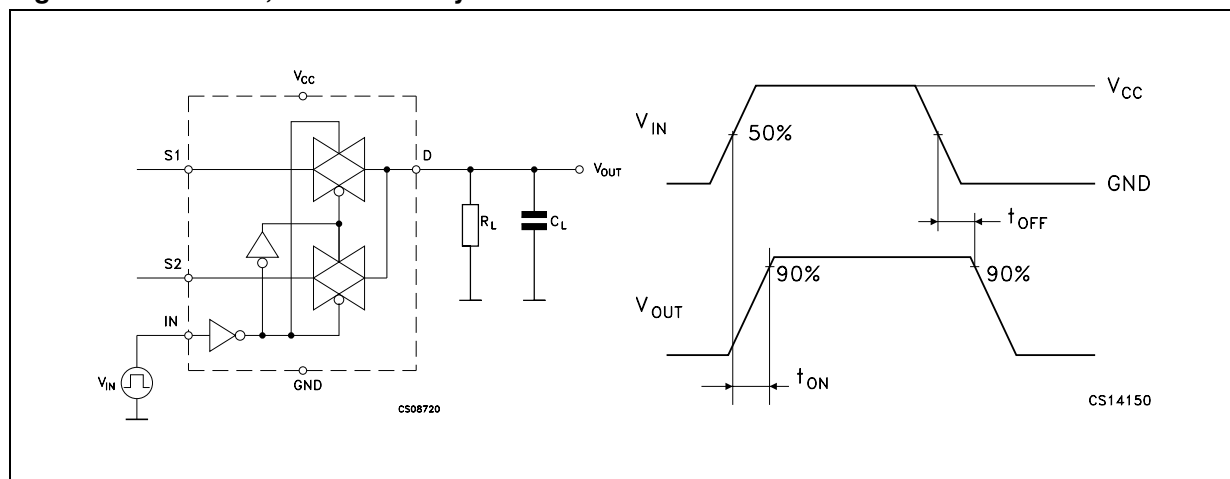 VCC
S1
D
VOUT
RL
CL
S2
IN
VIN
GND
CS08720
VIN
50%
VCC
GND
tOFF
90%
90%
VOUT
tON
CS14150